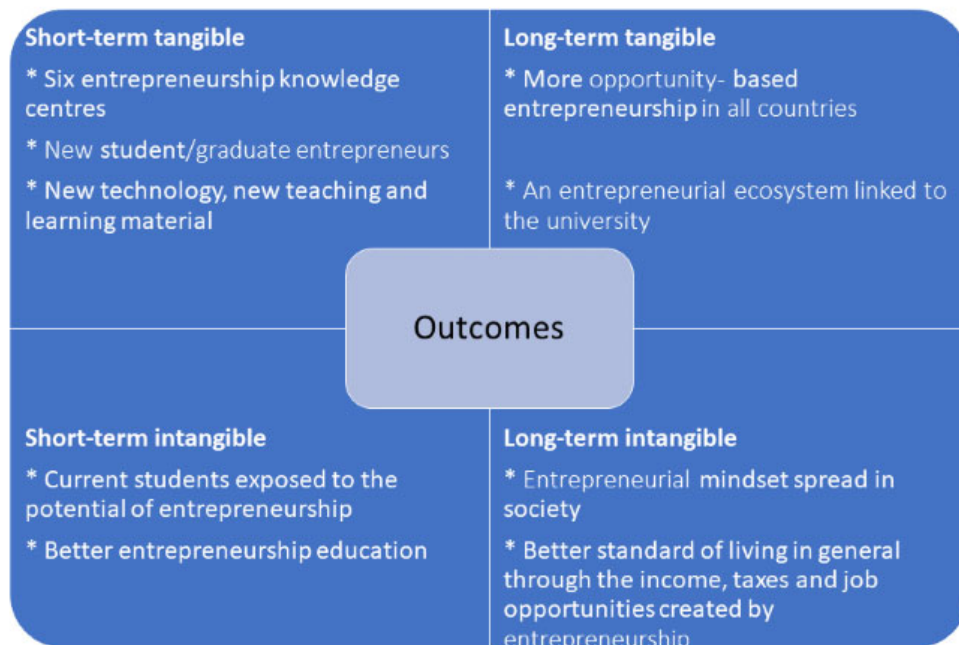 Short-term tangible
* Six entrepreneurship knowledge
centres
* New student/graduate entrepreneurs
* New technology, new teaching and
learning material
Long-term tangible
* More opportunity- based
entrepreneurship in all countries
* An entrepreneurial ecosystem linked to
the university
Outcomes
Short-term intangible
* Current students exposed to the
potential of entrepreneurship
* Better entrepreneurship education
Long-term intangible
* Entrepreneurial mindset spread in
society
* Better standard of living in general
through the income, taxes and job
opportunities created by
entrepreneurship